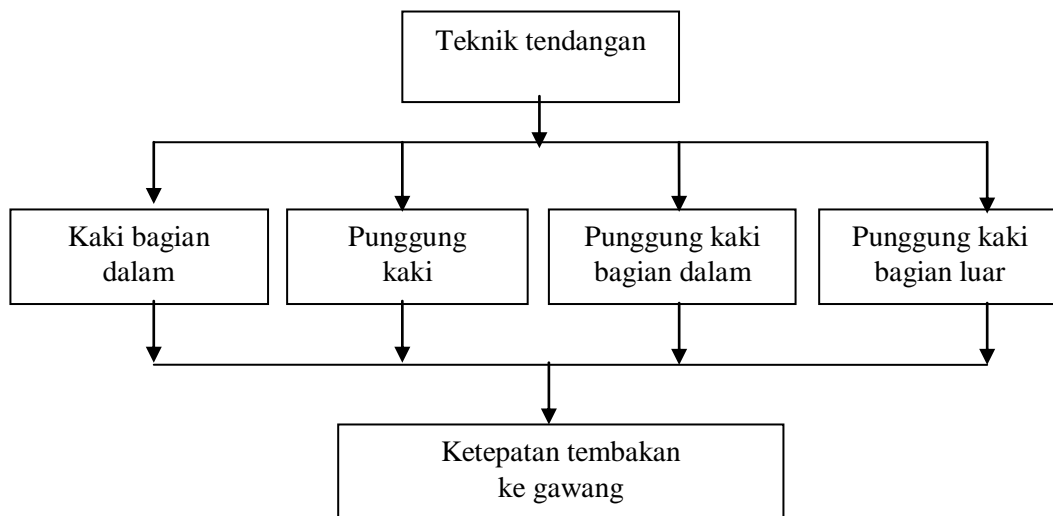 Teknik tendangan
Kaki bagian
dalam
Punggung
kaki
Punggung kaki
bagian dalam
Punggung kaki
bagian luar
Ketepatan tembakan
ke gawang